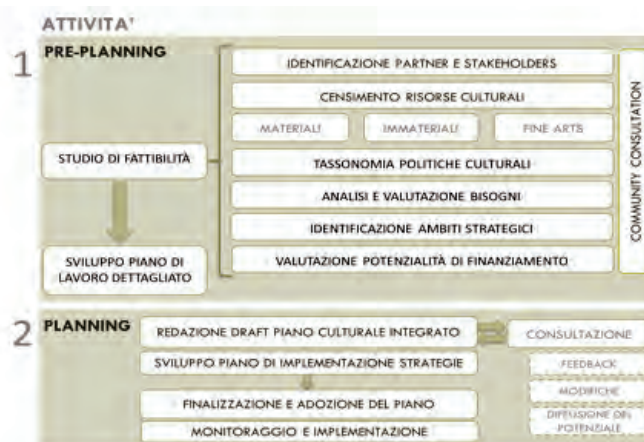 ATTIVITA'
1 PRE-PLANNING
IDENTIFICAZIONE PARTNER E STAKEHOLDERS
CENSIMENTO RISORSE CULTURALI
MATERIALI IMMATERIALI FINE ARTS
STUDIO DI FATTIBILITÀ
TASSONOMIA POLITICHE CULTURALI
ANALISI E VALUTAZIONE BISOGNI
IDENTIFICAZIONE AMBITI STRATEGICI
SVILUPPO PIANO DI
LAVORO DETTAGLIATO
VALUTAZIONE POTENZIALITÀ DI FINANZIAMENTO
COMMUNITY CONSULTATION
2 PLANNING
REDAZIONE DRAFT PIANO CULTURALE INTEGRATO
CONSULTAZIONE
SVILUPPO PIANO DI IMPLEMENTAZIONE STRATEGIE
FEEDBACK
MODIFICHE
FINALIZZAZIONE E ADOZIONE DEL PIANO
DIFFUSIONE DEL
POTENZIALE
MONITORAGGIO E IMPLEMENTAZIONE